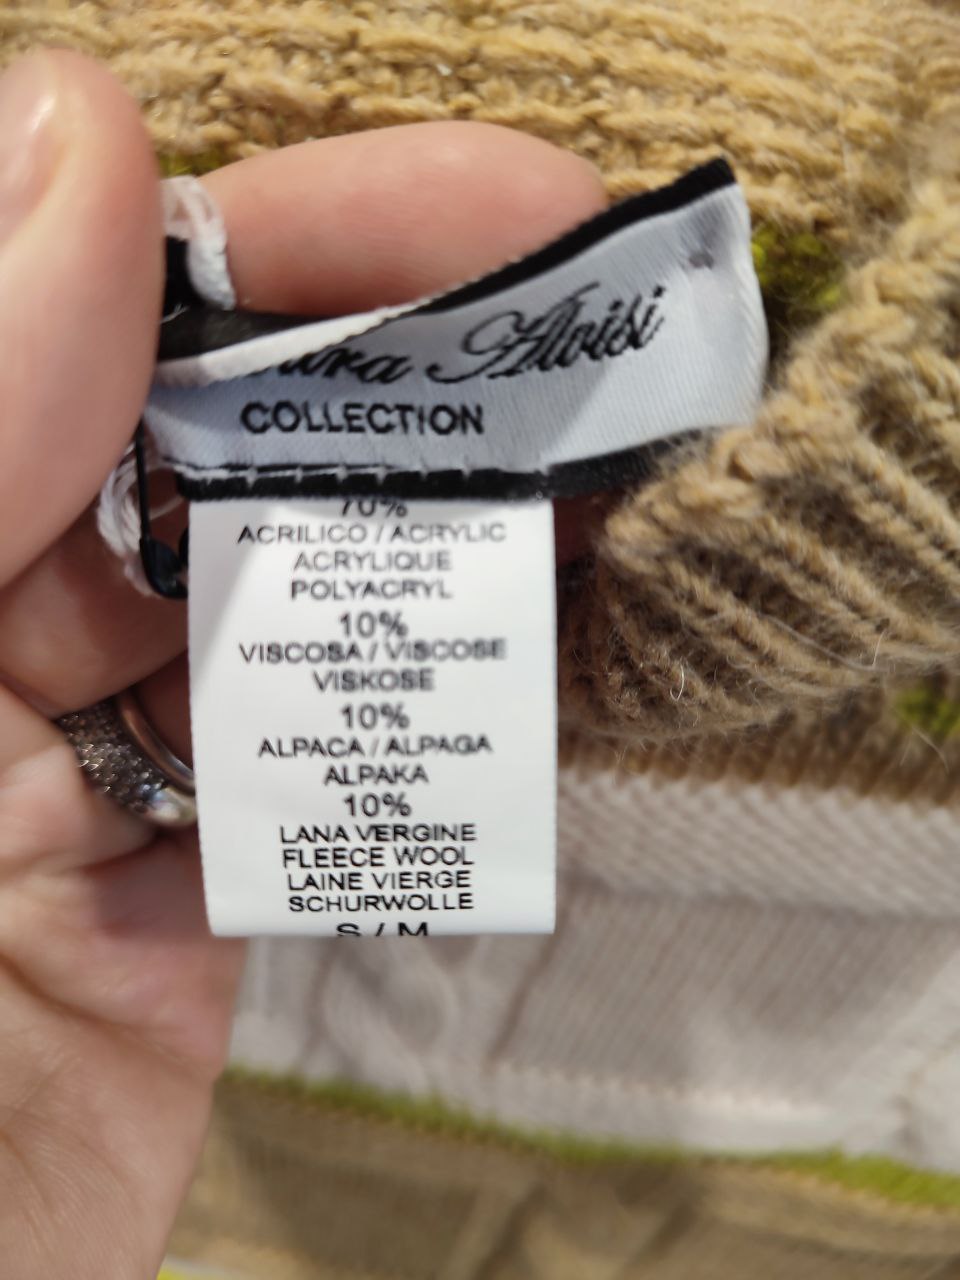 Alvisi
COLLECTION
70%
ACRILICO / ACRYLIC
ACRYLIQUE
POLYACRYL
10%
VISCOSA / VISCOSE
VISKOSE
10%
ALPACA / ALPAGA
ALPAKA
10%
LANA VERGINE
FLEECE WOOL
LAINE VIERGE
SCHURWOLLE
S / M